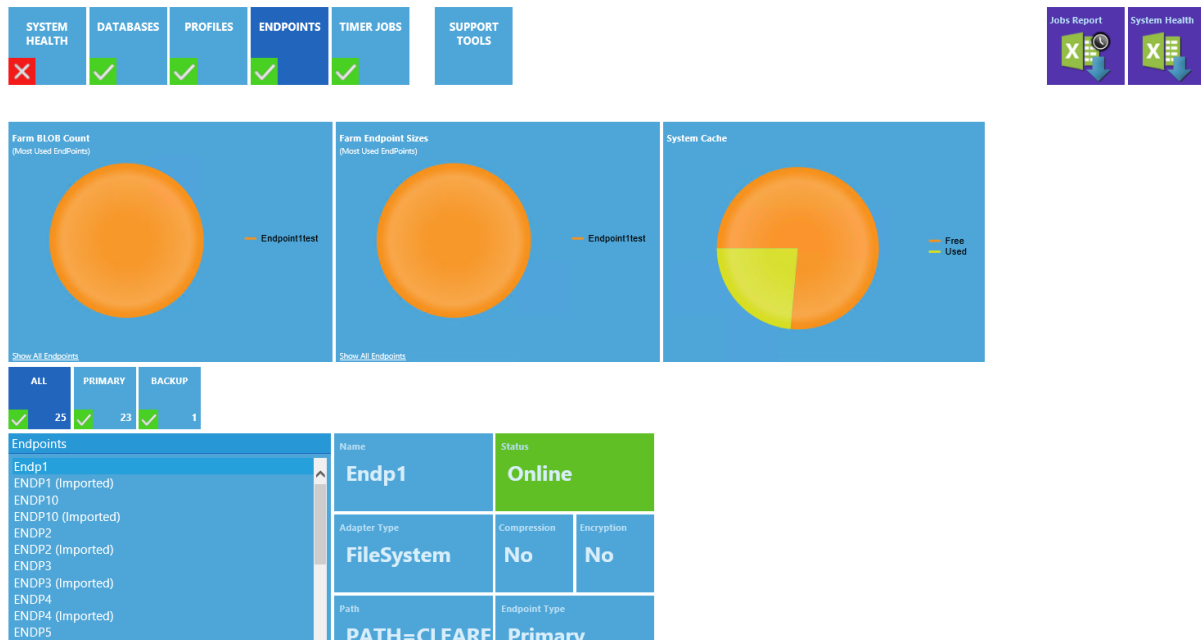 SYSTEM
HEALTH
DATABASES
PROFILES
ENDPOINTS
TIMER JOBS
SUPPORT
TOOLS
Jobs Report
System Health
Farm BLOB Count
(Most Used EndPoints)
Endpoint1test
Show All Endpoints
Farm Endpoint Sizes
(Most Used EndPoints)
Endpoint1test
Show All Endpoints
System Cache
Free
Used
ALL
25
PRIMARY
23
BACKUP
1
Endpoints
Endp1
ENDP1 (Imported)
ENDP10
ENDP10 (Imported)
ENDP2
ENDP2 (Imported)
ENDP3
ENDP3 (Imported)
ENDP4
ENDP4 (Imported)
ENDP5
Name
Endp1
Status
Online
Adapter Type
FileSystem
Compression
No
Encryption
No
Path
PATH=CLEARE
Endpoint Type
Primary